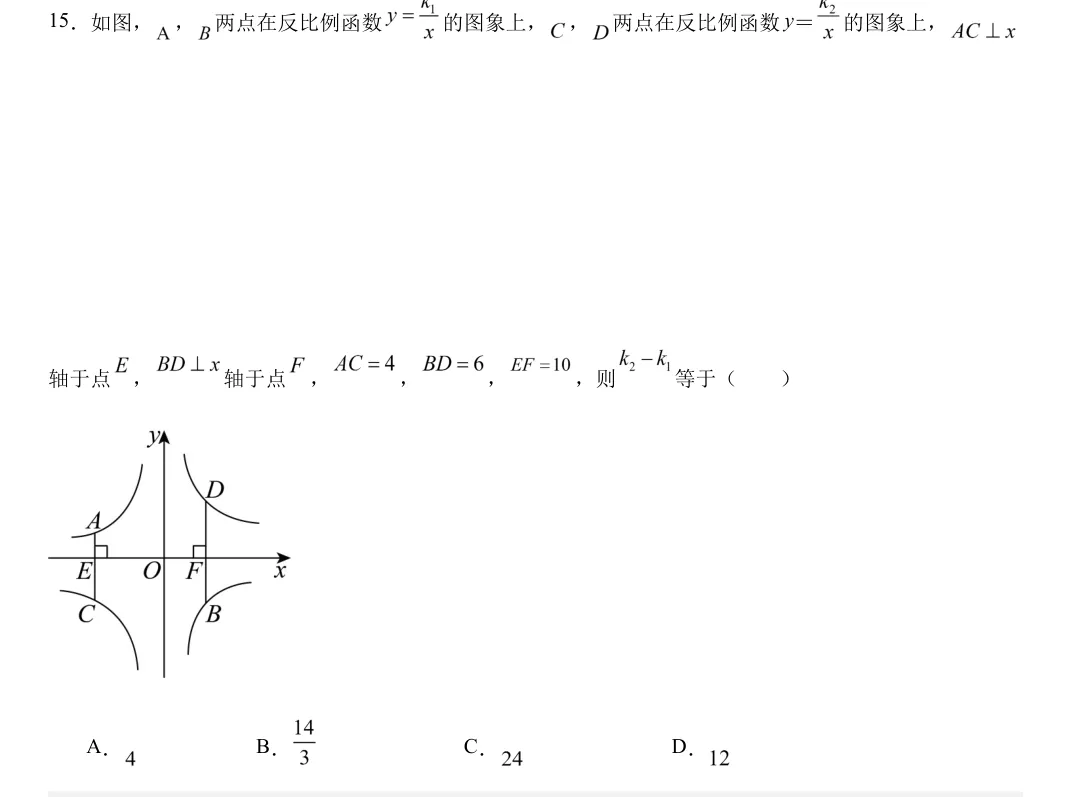 15．如图，A，B两点在反比例函数y=k₁/x的图象上，C，D两点在反比例函数y=k₂/x的图象上，AC⊥x
轴于点E，BD⊥x轴于点F，AC=4，BD=6，EF=10，则k₂−k₁等于（　　）
y
D
A
E O F x
C B
A．4 B．14/3 C．24 D．12